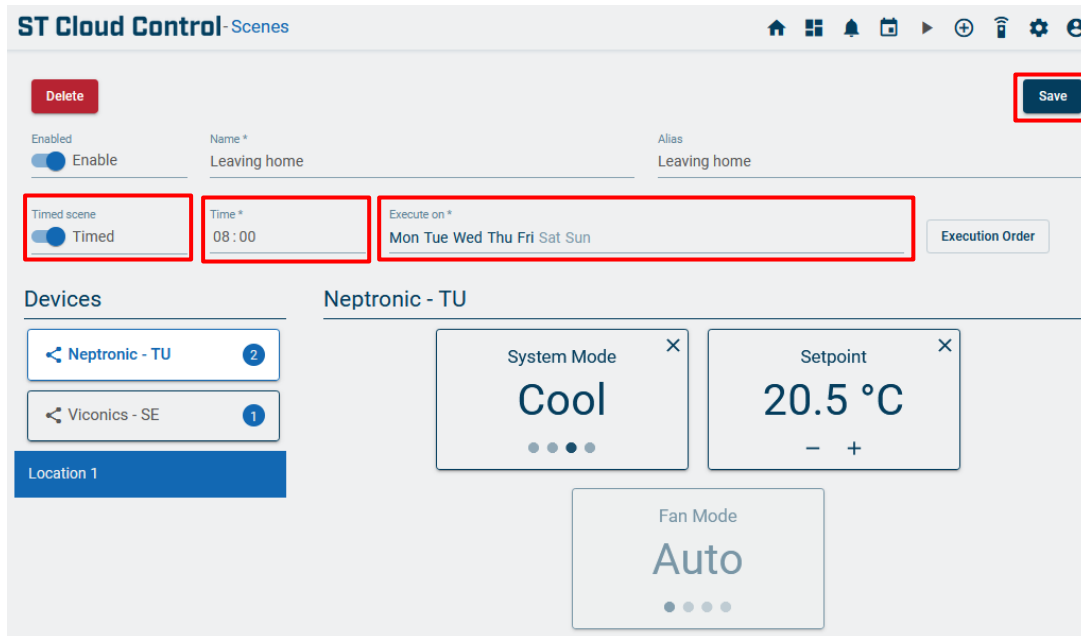 ST Cloud Control - Scenes
Delete
Save
Enabled
Enable
Name *
Leaving home
Alias
Leaving home
Timed scene
Timed
Time *
08:00
Execute on *
Mon Tue Wed Thu Fri Sat Sun
Execution Order
Devices
Neptronic - TU
2
Viconics - SE
1
Location 1
Neptronic - TU
System Mode
Cool
Setpoint
20.5 °C
− +
Fan Mode
Auto